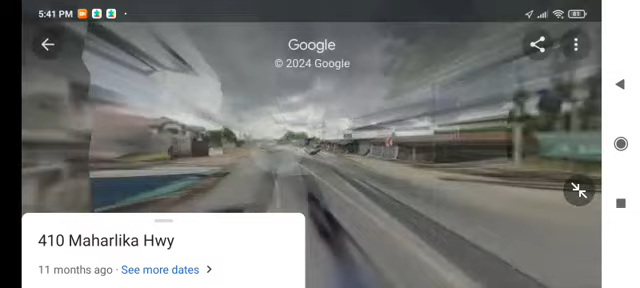 5:41 PM
Google
© 2024 Google
410 Maharlika Hwy
11 months ago · See more dates